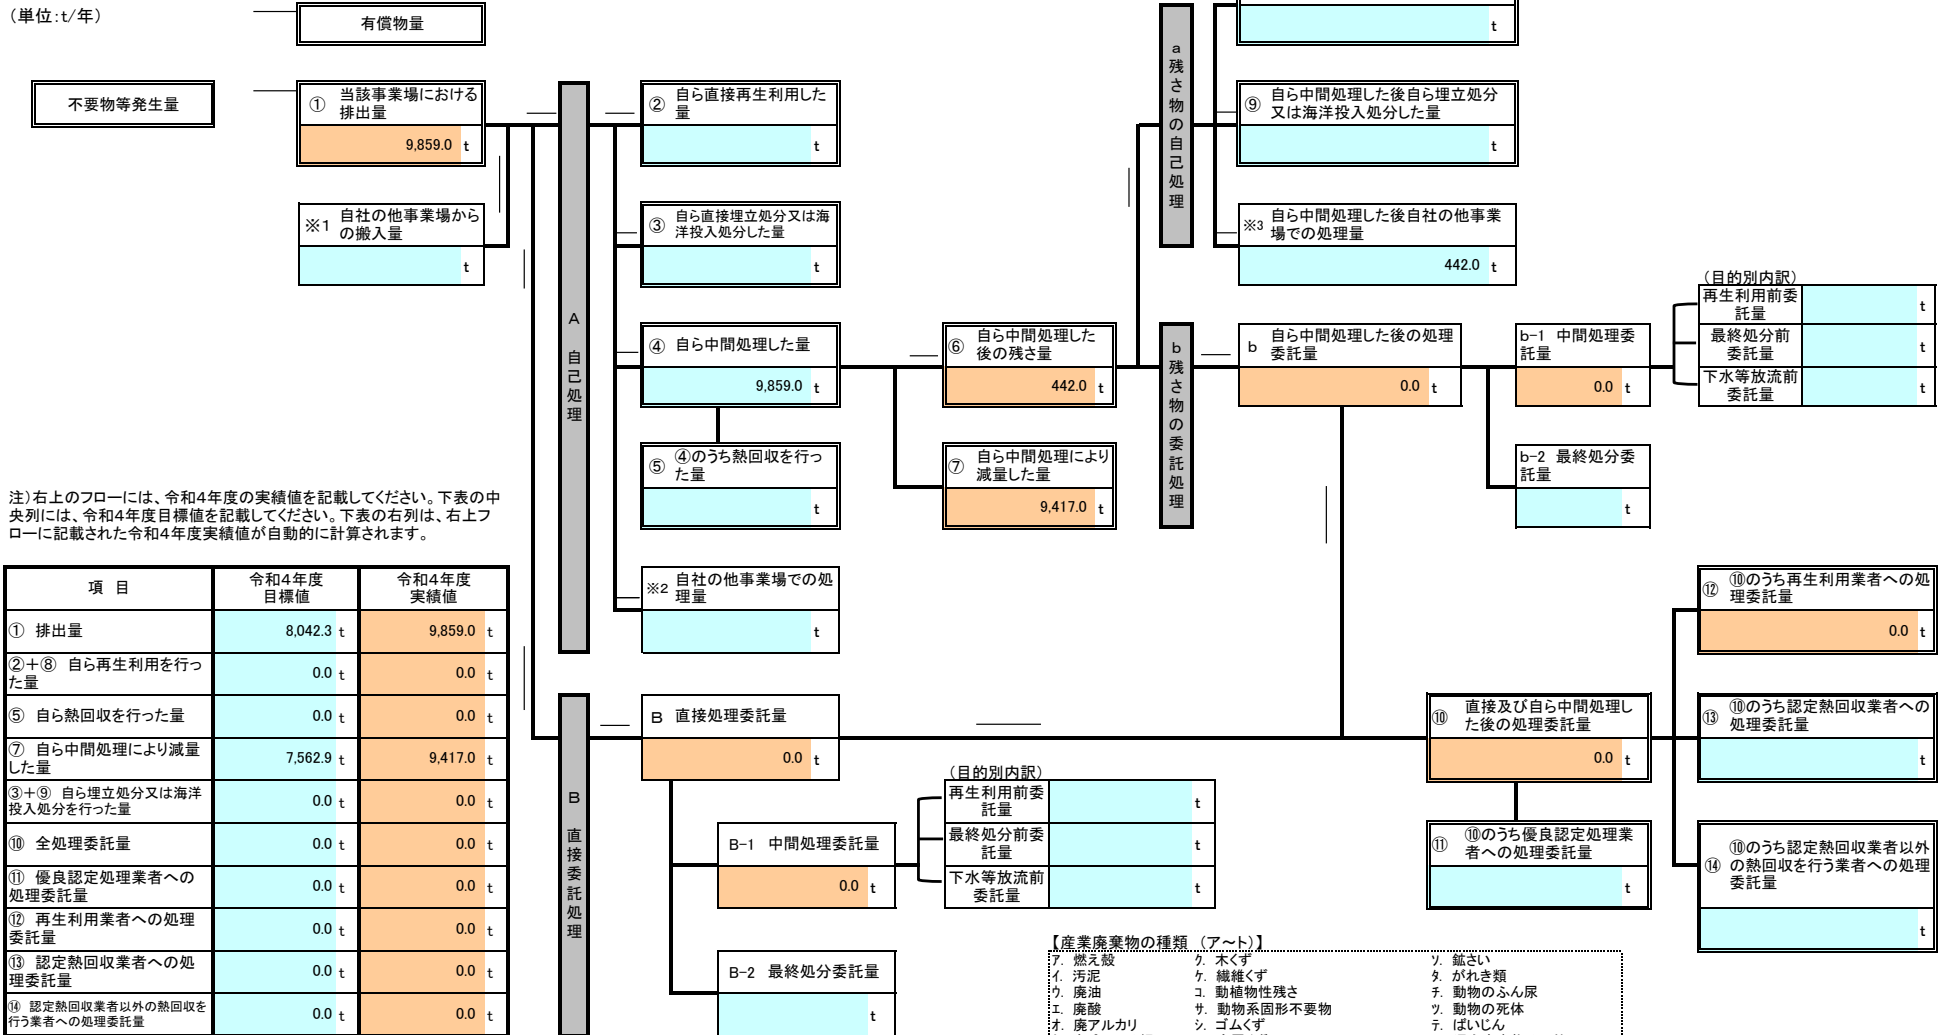 （単位：t/年）
有償物量
t
不要物等発生量
① 当該事業場における
排出量
9,859.0 t
② 自ら直接再生利用した
量
t
a 残さ物の自己処理
⑨ 自ら中間処理した後自ら埋立処分
又は海洋投入処分した量
t
※1 自社の他事業場から
の搬入量
t
③ 自ら直接埋立処分又は海
洋投入処分した量
t
※3 自ら中間処理した後自社の他事業
場での処理量
442.0 t
A 自己処理
④ 自ら中間処理した量
9,859.0 t
⑥ 自ら中間処理した
後の残さ量
442.0 t
b 残さ物の委託処理
b 自ら中間処理した後の処理
委託量
0.0 t
b-1 中間処理委
託量
0.0 t
（目的別内訳）
再生利用前委
託量 t
最終処分前
委託量 t
下水等放流前
委託量 t
⑤ ④のうち熱回収を行っ
た量
t
⑦ 自ら中間処理により
減量した量
9,417.0 t
b-2 最終処分委
託量
t
注）右上のフローには、令和４年度の実績値を記載してください。下表の中
央列には、令和４年度目標値を記載してください。下表の右列は、右上フ
ローに記載された令和４年度実績値が自動的に計算されます。
※2 自社の他事業場での処
理量
t
⑫ ⑩のうち再生利用業者への処
理委託量
0.0 t
項 目 令和４年度 目標値 令和４年度 実績値
① 排出量 8,042.3 t 9,859.0 t
②＋⑧ 自ら再生利用を行っ
た量 0.0 t 0.0 t
⑤ 自ら熱回収を行った量 0.0 t 0.0 t
⑦ 自ら中間処理により減量
した量 7,562.9 t 9,417.0 t
③＋⑨ 自ら埋立処分又は海洋
投入処分を行った量 0.0 t 0.0 t
⑩ 全処理委託量 0.0 t 0.0 t
⑪ 優良認定処理業者への
処理委託量 0.0 t 0.0 t
⑫ 再生利用業者への処理
委託量 0.0 t 0.0 t
⑬ 認定熱回収業者への処
理委託量 0.0 t 0.0 t
⑭ 認定熱回収業者以外の熱回収を
行う業者への処理委託量 0.0 t 0.0 t
B 直接委託処理
B 直接処理委託量
0.0 t
⑩ 直接及び自ら中間処理し
た後の処理委託量
0.0 t
⑬ ⑩のうち認定熱回収業者への
処理委託量
t
（目的別内訳）
再生利用前委
託量 t
最終処分前委
託量 t
下水等放流前
委託量 t
B-1 中間処理委託量
0.0 t
⑪ ⑩のうち優良認定処理業
者への処理委託量
t
⑭ ⑩のうち認定熱回収業者以外
の熱回収を行う業者への処理
委託量
t
B-2 最終処分委託量
t
【産業廃棄物の種類 （ア～ト）】
ア. 燃え殻 ク. 木くず ソ. 鉱さい
イ. 汚泥 ケ. 繊維くず タ. がれき類
ウ. 廃油 コ. 動植物性残さ チ. 動物のふん尿
エ. 廃酸 サ. 動物系固形不要物 ツ. 動物の死体
オ. 廃アルカリ シ. ゴムくず テ. ばいじん